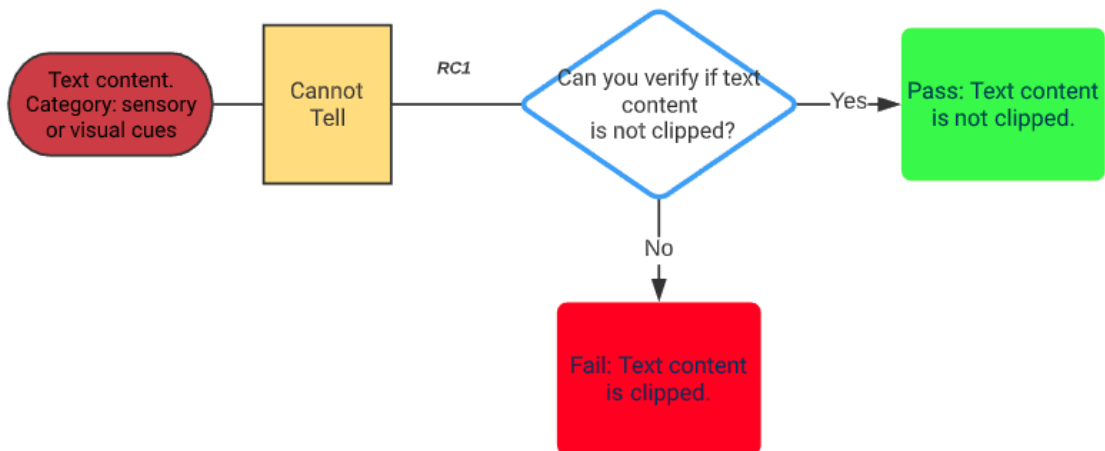 Text content.
Category: sensory
or visual cues
Cannot
Tell
RC1
Can you verify if text
content
is not clipped?
Yes
Pass: Text content
is not clipped.
No
Fail: Text content
is clipped.